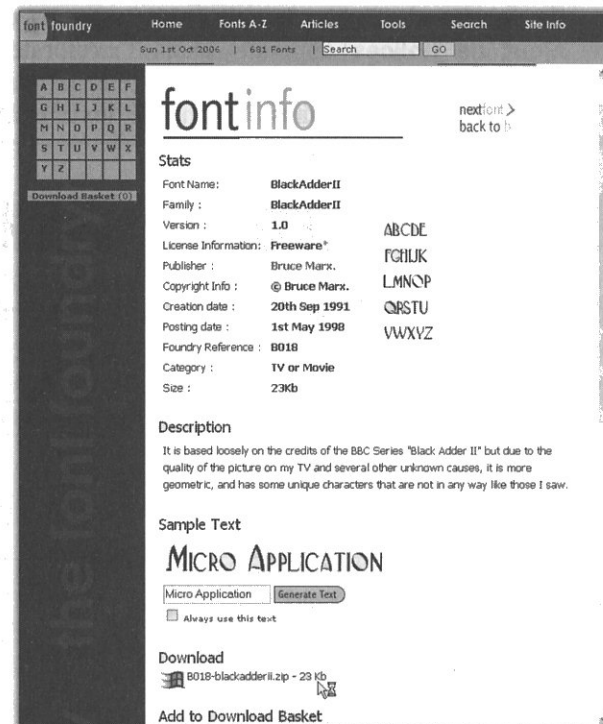 font foundry Home Fonts A-Z Articles Tools Search Site Info
Sun 1st Oct 2006 | 681 Fonts | Search GO
A B C D E F
G H I J K L
M N O P Q R
S T U V W X
Y Z
Download Basket (0)
the font foundry
fontinfo
nextfont >
back to
Stats
Font Name: BlackAdderII
Family : BlackAdderII
Version : 1.0
License Information: Freeware*
Publisher : Bruce Marx.
Copyright Info : © Bruce Marx.
Creation date : 20th Sep 1991
Posting date : 1st May 1998
Foundry Reference : B018
Category : TV or Movie
Size : 23Kb
ABCDE
FGHIJK
LMNOP
QRSTU
VWXYZ
Description
It is based loosely on the credits of the BBC Series "Black Adder II" but due to the
quality of the picture on my TV and several other unknown causes, it is more
geometric, and has some unique characters that are not in any way like those I saw.
Sample Text
MICRO APPLICATION
Micro Application Generate Text
Always use this text
Download
B018-blackadderii.zip - 23 Kb
Add to Download Basket